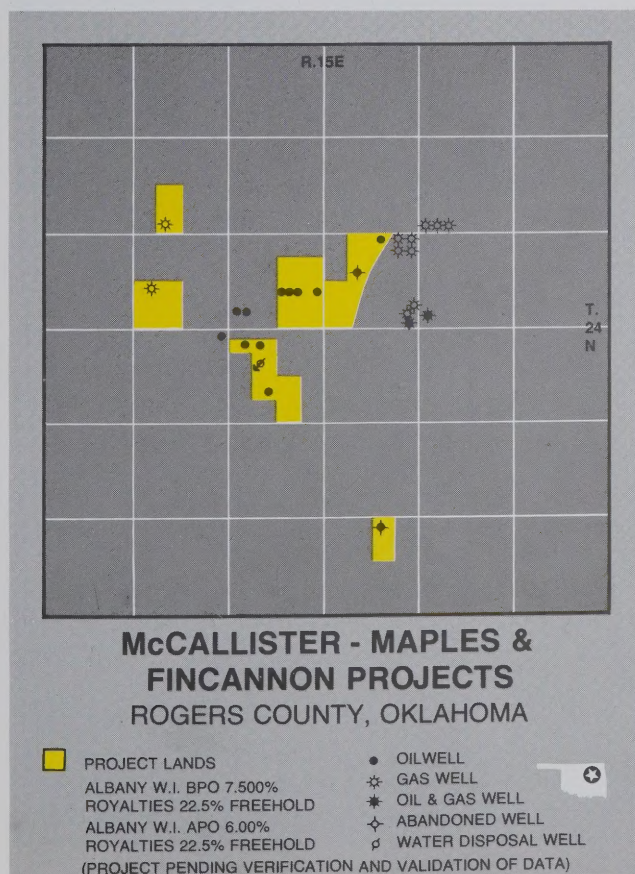 R.15E
T.
24
N
McCALLISTER - MAPLES &
FINCANNON PROJECTS
ROGERS COUNTY, OKLAHOMA
PROJECT LANDS
ALBANY W.I. BPO 7.500%
ROYALTIES 22.5% FREEHOLD
ALBANY W.I. APO 6.00%
ROYALTIES 22.5% FREEHOLD
OILWELL
GAS WELL
OIL & GAS WELL
ABANDONED WELL
WATER DISPOSAL WELL
(PROJECT PENDING VERIFICATION AND VALIDATION OF DATA)